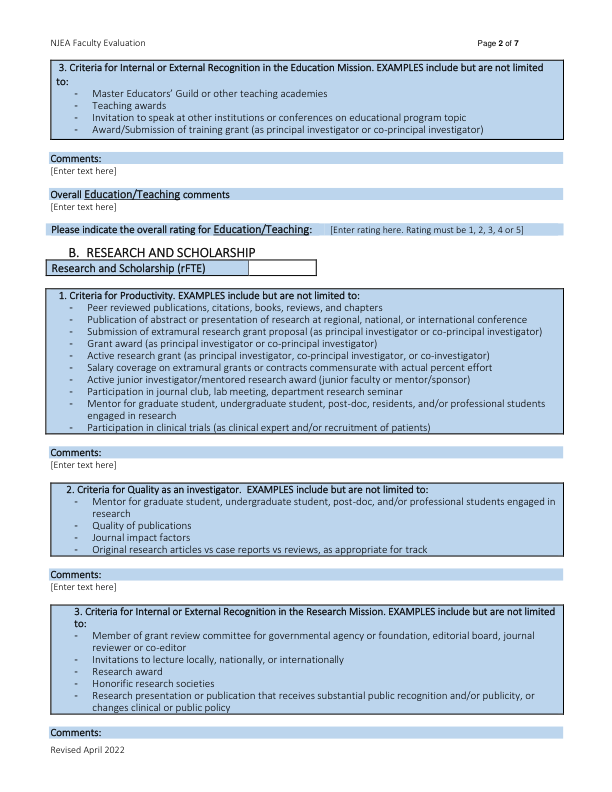 NJEA Faculty Evaluation Page 2 of 7
3. Criteria for Internal or External Recognition in the Education Mission. EXAMPLES include but are not limited
to:
- Master Educators' Guild or other teaching academies
- Teaching awards
- Invitation to speak at other institutions or conferences on educational program topic
- Award/Submission of training grant (as principal investigator or co-principal investigator)
Comments:
[Enter text here]
Overall Education/Teaching comments
[Enter text here]
Please indicate the overall rating for Education/Teaching: [Enter rating here. Rating must be 1, 2, 3, 4 or 5]
B. RESEARCH AND SCHOLARSHIP
Research and Scholarship (rFTE)
1. Criteria for Productivity. EXAMPLES include but are not limited to:
- Peer reviewed publications, citations, books, reviews, and chapters
- Publication of abstract or presentation of research at regional, national, or international conference
- Submission of extramural research grant proposal (as principal investigator or co-principal investigator)
- Grant award (as principal investigator or co-principal investigator)
- Active research grant (as principal investigator, co-principal investigator, or co-investigator)
- Salary coverage on extramural grants or contracts commensurate with actual percent effort
- Active junior investigator/mentored research award (junior faculty or mentor/sponsor)
- Participation in journal club, lab meeting, department research seminar
- Mentor for graduate student, undergraduate student, post-doc, residents, and/or professional students
engaged in research
- Participation in clinical trials (as clinical expert and/or recruitment of patients)
Comments:
[Enter text here]
2. Criteria for Quality as an investigator. EXAMPLES include but are not limited to:
- Mentor for graduate student, undergraduate student, post-doc, and/or professional students engaged in
research
- Quality of publications
- Journal impact factors
- Original research articles vs case reports vs reviews, as appropriate for track
Comments:
[Enter text here]
3. Criteria for Internal or External Recognition in the Research Mission. EXAMPLES include but are not limited
to:
- Member of grant review committee for governmental agency or foundation, editorial board, journal
reviewer or co-editor
- Invitations to lecture locally, nationally, or internationally
- Research award
- Honorific research societies
- Research presentation or publication that receives substantial public recognition and/or publicity, or
changes clinical or public policy
Comments:
Revised April 2022